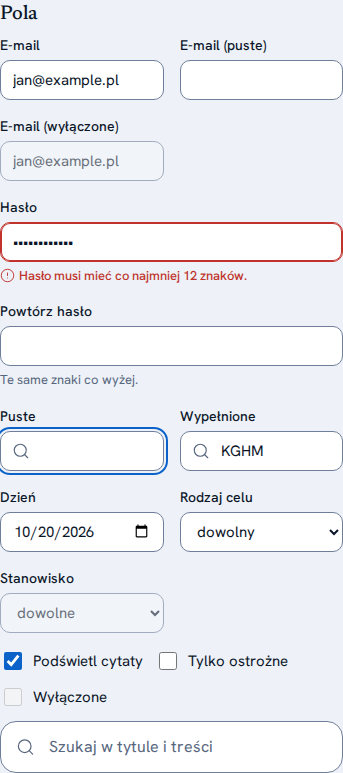 Pola
E-mail
E-mail (puste)
jan@example.pl
E-mail (wyłączone)
jan@example.pl
Hasło
••••••••••••
Hasło musi mieć co najmniej 12 znaków.
Powtórz hasło
Te same znaki co wyżej.
Puste
Wypełnione
KGHM
Dzień
Rodzaj celu
10/20/2026
dowolny
Stanowisko
dowolne
Podświetl cytaty
Tylko ostrożne
Wyłączone
Szukaj w tytule i treści